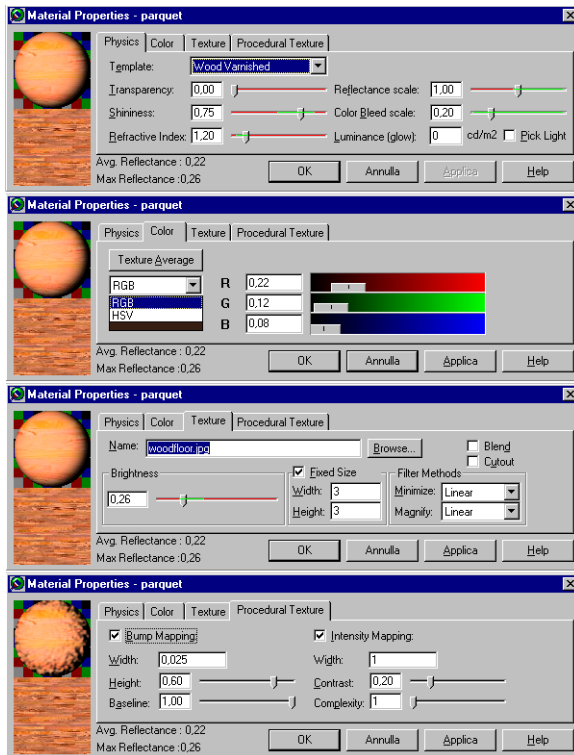 Material Properties - parquet
Physics Color Texture Procedural Texture
Template: Wood Varnished
Transparency: 0,00 Reflectance scale: 1,00
Shininess: 0,75 Color Bleed scale: 0,20
Refractive Index: 1,20 Luminance (glow): 0 cd/m2 Pick Light
Avg. Reflectance : 0,22
Max Reflectance :0,26
OK Annulla Applica Help
Material Properties - parquet
Physics Color Texture Procedural Texture
Texture Average
RGB R 0,22
RGB G 0,12
HSV
B 0,08
Avg. Reflectance : 0,22
Max Reflectance :0,26
OK Annulla Applica Help
Material Properties - parquet
Physics Color Texture Procedural Texture
Name: woodfloor.jpg Browse... Blend
Cutout
Brightness Fixed Size Filter Methods
0,26 Width: 3 Minimize: Linear
Height: 3 Magnify: Linear
Avg. Reflectance : 0,22
Max Reflectance :0,26
OK Annulla Applica Help
Material Properties - parquet
Physics Color Texture Procedural Texture
Bump Mapping: Intensity Mapping:
Width: 0,025 Width: 1
Height: 0,60 Contrast: 0,20
Baseline: 1,00 Complexity: 1
Avg. Reflectance : 0,22
Max Reflectance :0,26
OK Annulla Applica Help